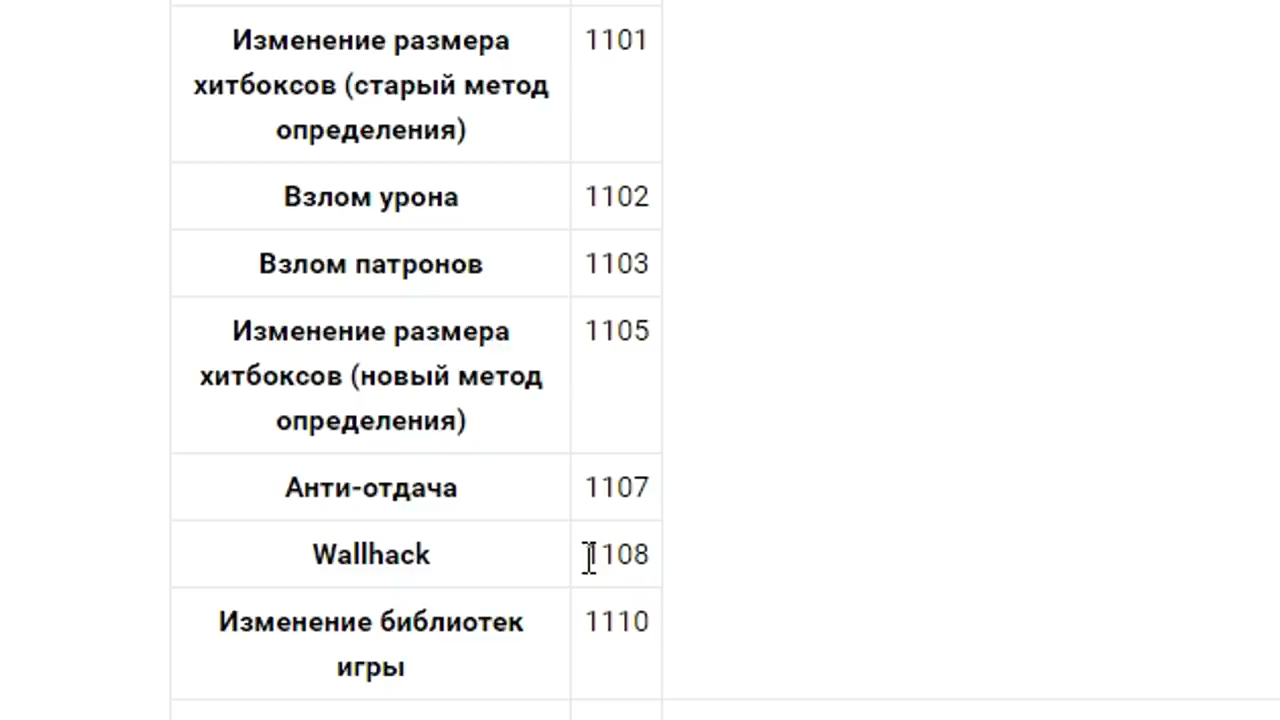 Изменение размера 1101
хитбоксов (старый метод
определения)
Взлом урона 1102
Взлом патронов 1103
Изменение размера 1105
хитбоксов (новый метод
определения)
Анти-отдача 1107
Wallhack 1108
Изменение библиотек 1110
игры